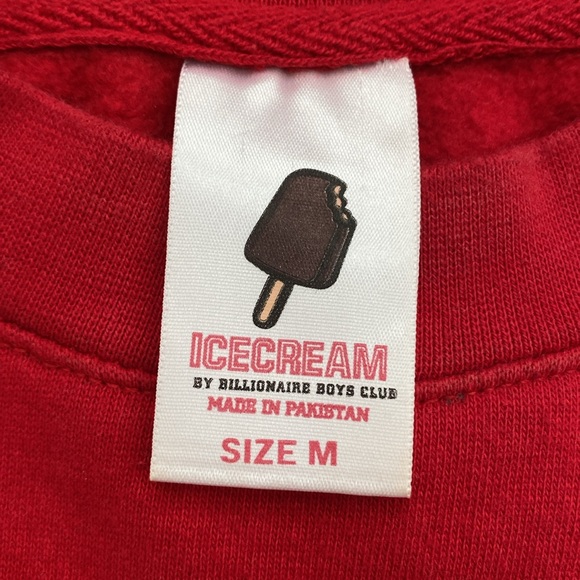 ICECREAM
BY BILLIONAIRE BOYS CLUB
MADE IN PAKISTAN
SIZE M